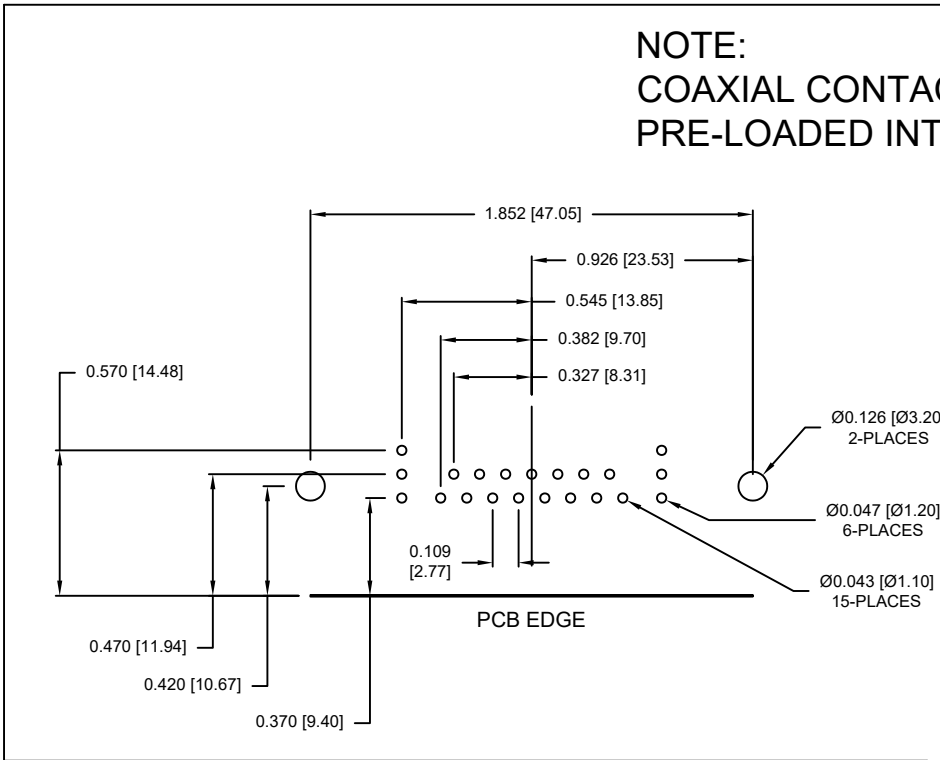 NOTE:
COAXIAL CONTAC
PRE-LOADED INT
1.852 [47.05]
0.926 [23.53]
0.545 [13.85]
0.382 [9.70]
0.570 [14.48]
0.327 [8.31]
Ø0.126 [Ø3.20
2-PLACES
Ø0.047 [Ø1.20]
6-PLACES
0.109
[2.77]
Ø0.043 [Ø1.10]
15-PLACES
PCB EDGE
0.470 [11.94]
0.420 [10.67]
0.370 [9.40]